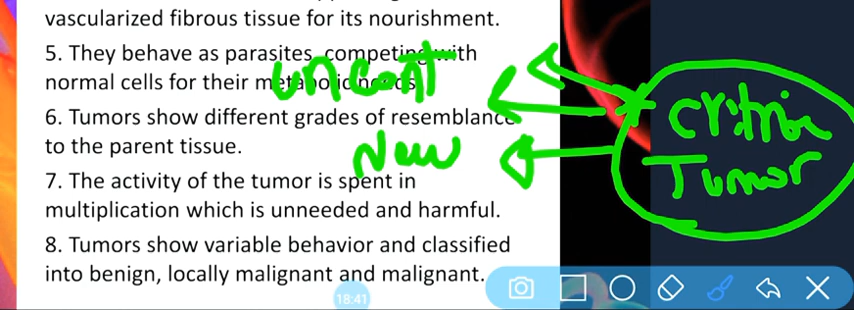 vascularized fibrous tissue for its nourishment.
5. They behave as parasites, competing with
normal cells for their metabolic needs.
uncont
6. Tumors show different grades of resemblance
to the parent tissue.
New
7. The activity of the tumor is spent in
multiplication which is unneeded and harmful.
8. Tumors show variable behavior and classified
into benign, locally malignant and malignant.
Tumor
18:41